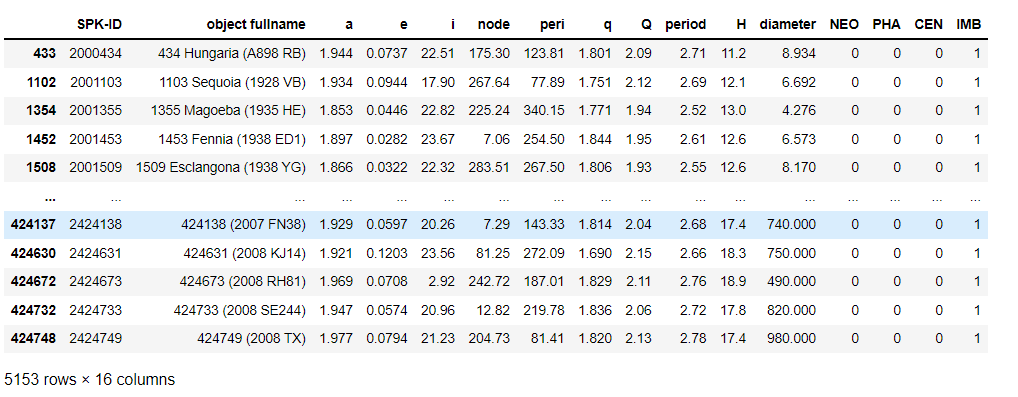 SPK-ID object fullname a e i node peri q Q period H diameter NEO PHA CEN IMB
433 2000434 434 Hungaria (A898 RB) 1.944 0.0737 22.51 175.30 123.81 1.801 2.09 2.71 11.2 8.934 0 0 0 1
1102 2001103 1103 Sequoia (1928 VB) 1.934 0.0944 17.90 267.64 77.89 1.751 2.12 2.69 12.1 6.692 0 0 0 1
1354 2001355 1355 Magoeba (1935 HE) 1.853 0.0446 22.82 225.24 340.15 1.771 1.94 2.52 13.0 4.276 0 0 0 1
1452 2001453 1453 Fennia (1938 ED1) 1.897 0.0282 23.67 7.06 254.50 1.844 1.95 2.61 12.6 6.573 0 0 0 1
1508 2001509 1509 Esclangona (1938 YG) 1.866 0.0322 22.32 283.51 267.50 1.806 1.93 2.55 12.6 8.170 0 0 0 1
... ... ... ... ... ... ... ... ... ... ... ... ... ... ... ... ...
424137 2424138 424138 (2007 FN38) 1.929 0.0597 20.26 7.29 143.33 1.814 2.04 2.68 17.4 740.000 0 0 0 1
424630 2424631 424631 (2008 KJ14) 1.921 0.1203 23.56 81.25 272.09 1.690 2.15 2.66 18.3 750.000 0 0 0 1
424672 2424673 424673 (2008 RH81) 1.969 0.0708 2.92 242.72 187.01 1.829 2.11 2.76 18.9 490.000 0 0 0 1
424732 2424733 424733 (2008 SE244) 1.947 0.0574 20.96 12.82 219.78 1.836 2.06 2.72 17.8 820.000 0 0 0 1
424748 2424749 424749 (2008 TX) 1.977 0.0794 21.23 204.73 81.41 1.820 2.13 2.78 17.4 980.000 0 0 0 1
5153 rows × 16 columns